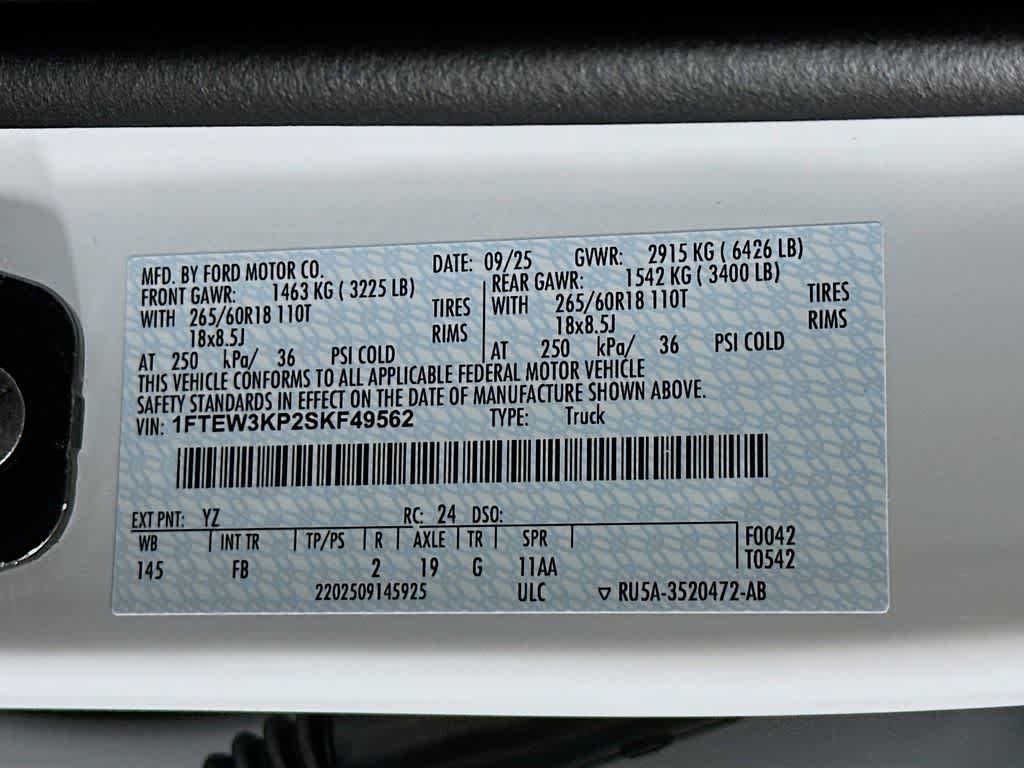 MFD. BY FORD MOTOR CO. DATE: 09/25 GVWR: 2915 KG ( 6426 LB)
FRONT GAWR: 1463 KG ( 3225 LB) REAR GAWR: 1542 KG ( 3400 LB)
WITH 265/60R18 110T TIRES WITH 265/60R18 110T TIRES
18x8.5J RIMS 18x8.5J RIMS
AT 250 kPa/ 36 PSI COLD AT 250 kPa/ 36 PSI COLD
THIS VEHICLE CONFORMS TO ALL APPLICABLE FEDERAL MOTOR VEHICLE
SAFETY STANDARDS IN EFFECT ON THE DATE OF MANUFACTURE SHOWN ABOVE.
VIN: 1FTEW3KP2SKF49562 TYPE: Truck
EXT PNT: YZ RC: 24 DSO:
WB INT TR TP/PS R AXLE TR SPR F0042
145 FB 2 19 G 11AA T0542
2202509145925 ULC ▽ RU5A-3520472-AB